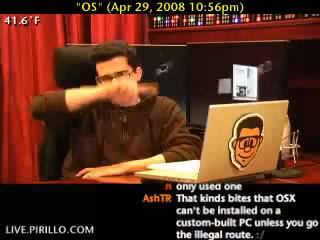 "OS" (Apr 29, 2008 10:56pm)
41.6°F
only used one
AshTR That kinds bites that OSX
can't be installed on a
custom-built PC unless you go
the illegal route. :/
LIVE.PIRILLO.COM